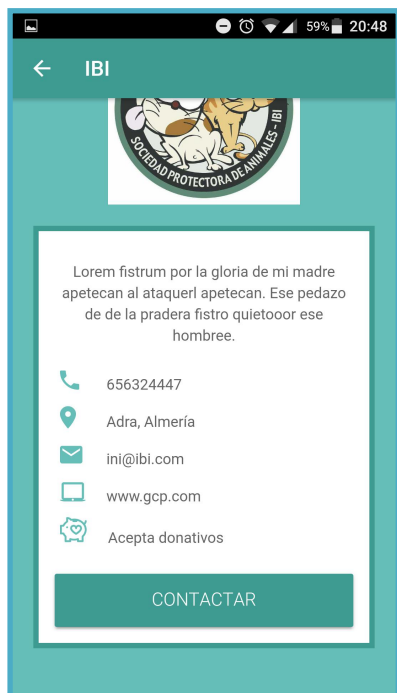 59% 20:48
IBI
SOCIEDAD PROTECTORA DE ANIMALES - IBI
Lorem fistrum por la gloria de mi madre
apetecan al ataquerl apetecan. Ese pedazo
de de la pradera fistro quietooor ese
hombree.
656324447
Adra, Almería
ini@ibi.com
www.gcp.com
Acepta donativos
CONTACTAR